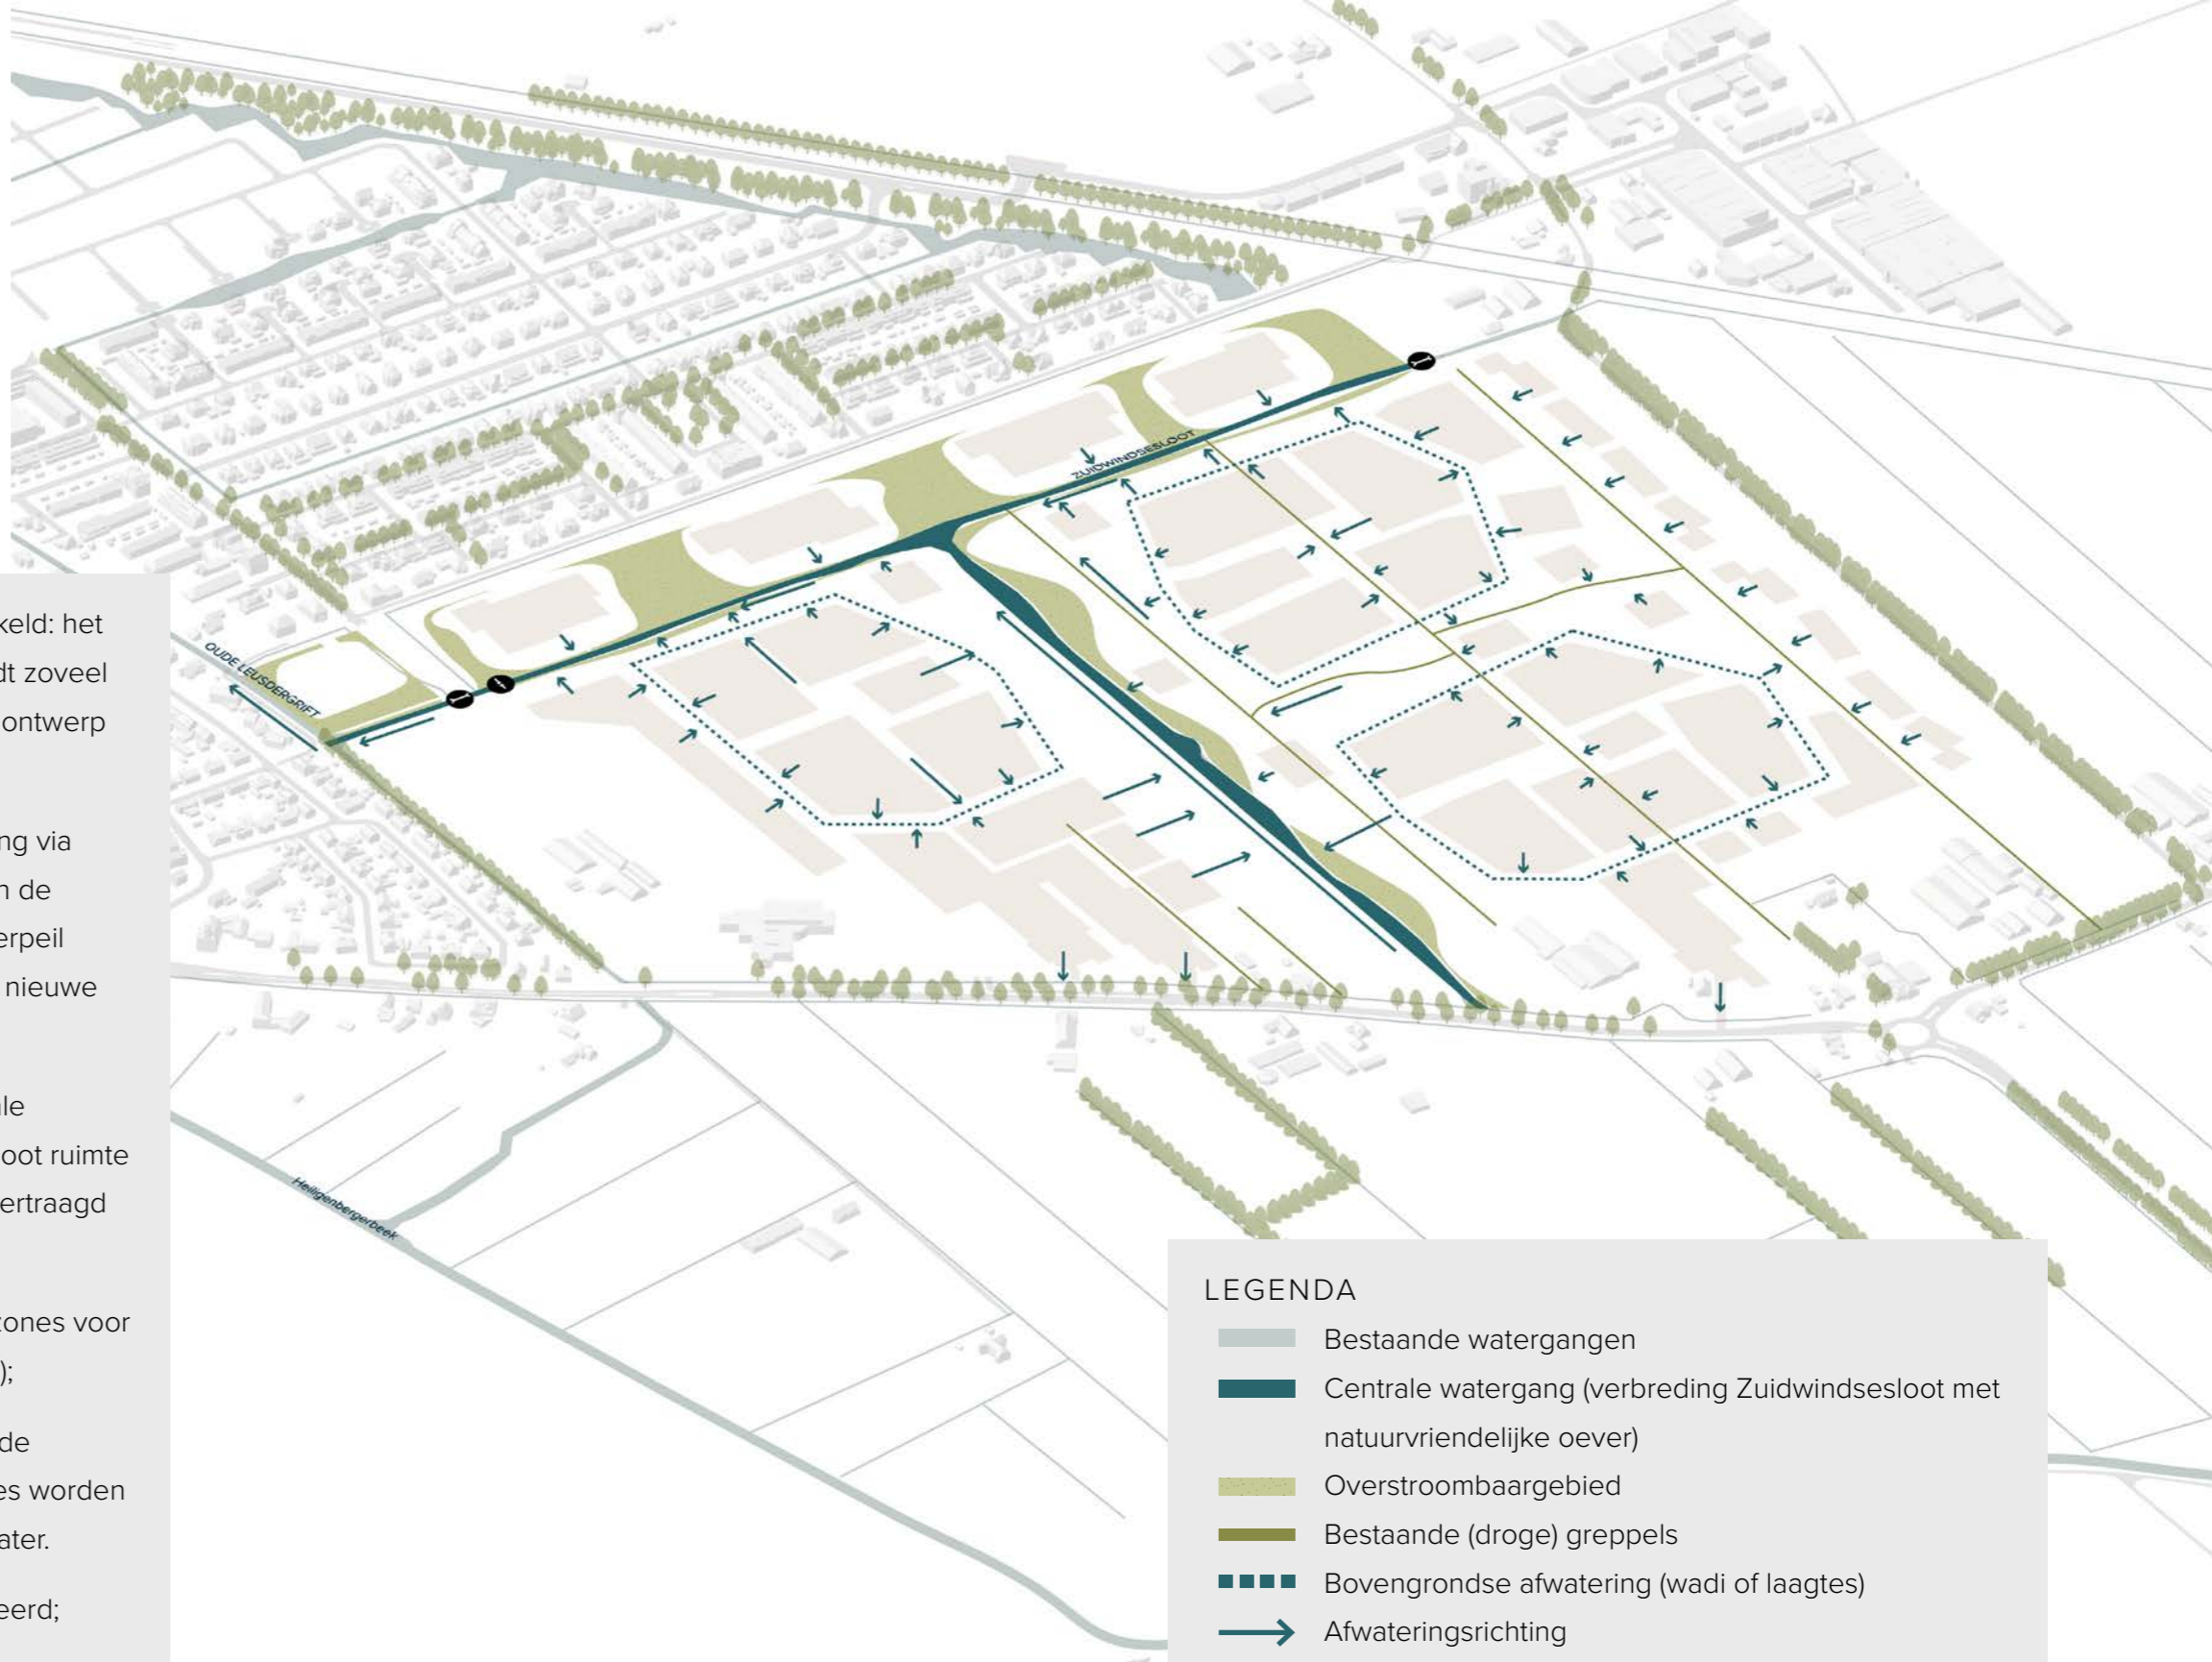 keld: het
dt zoveel
ontwerp
ng via
n de
erpeil
nieuwe
le
oot ruimte
ertraagd
ones voor
);
de
es worden
ater.
eerd;
ZUIDWINDSESLOOT
OUDE LEUSDERGRIFT
Heiligenbergerbeek
LEGENDA
Bestaande watergangen
Centrale watergang (verbreding Zuidwindsesloot met
natuurvriendelijke oever)
Overstroombaargebied
Bestaande (droge) greppels
Bovengrondse afwatering (wadi of laagtes)
Afwateringsrichting